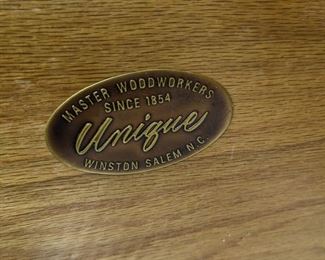 MASTER WOODWORKERS
SINCE 1854
Unique
WINSTON SALEM N.C.